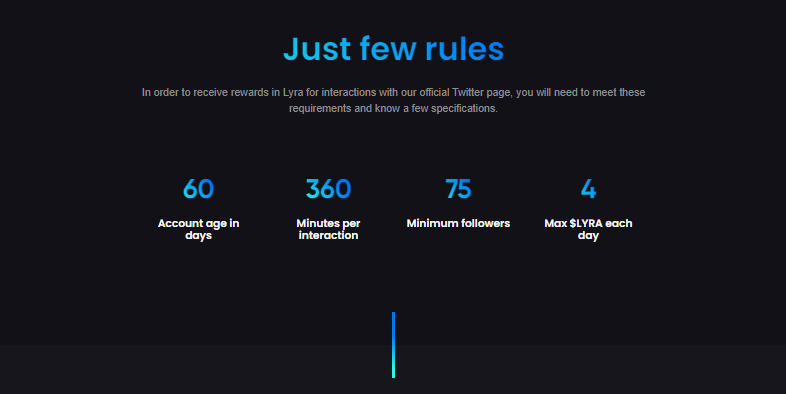 Just few rules
In order to receive rewards in Lyra for interactions with our official Twitter page, you will need to meet these
requirements and know a few specifications.
60
360
75
4
Account age in
days
Minutes per
interaction
Minimum followers
Max $LYRA each
day